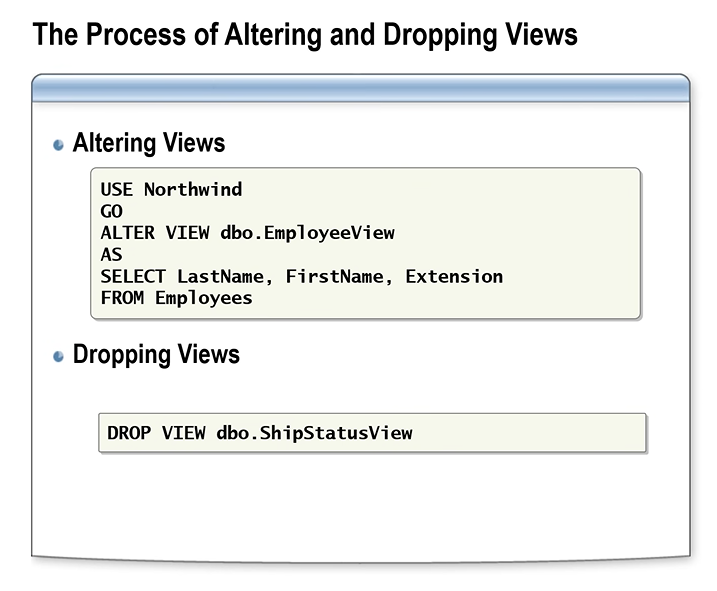 The Process of Altering and Dropping Views
Altering Views
USE Northwind
GO
ALTER VIEW dbo.EmployeeView
AS
SELECT LastName, FirstName, Extension
FROM Employees
Dropping Views
DROP VIEW dbo.ShipStatusView